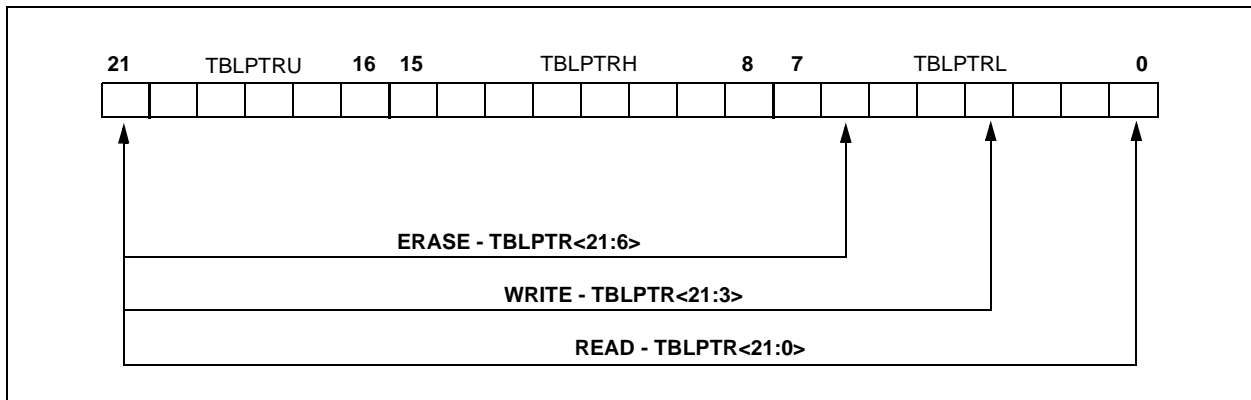 21 TBLPTRU 16 15 TBLPTRH 8 7 TBLPTRL 0
ERASE - TBLPTR<21:6>
WRITE - TBLPTR<21:3>
READ - TBLPTR<21:0>